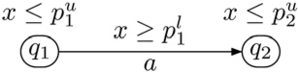 x ≤ p₁ᵘ x ≤ p₂ᵘ
x ≥ p₁ˡ
q₁ q₂
a